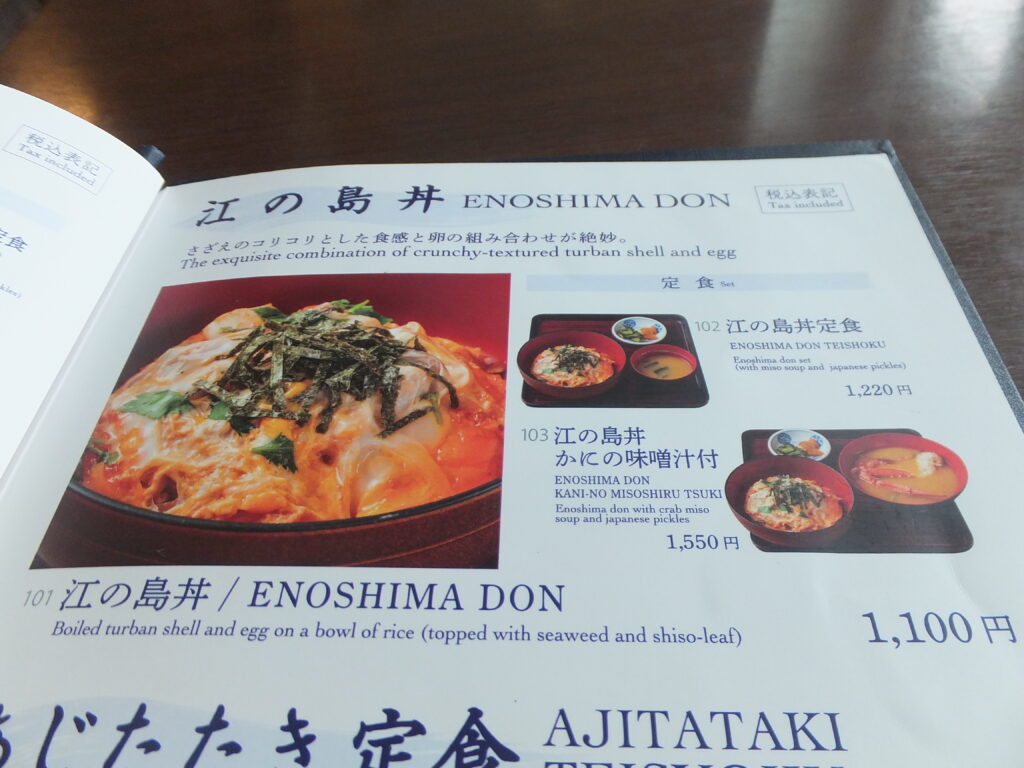 税込表記
Tax included
定食
江の島丼 ENOSHIMA DON
税込表記
Tax included
さざえのコリコリとした食感と卵の組み合わせが絶妙。
The exquisite combination of crunchy-textured turban shell and egg
定食 Set
102 江の島丼定食
ENOSHIMA DON TEISHOKU
Enoshima don set
(with miso soup and japanese pickles)
1,220円
103 江の島丼
かにの味噌汁付
ENOSHIMA DON
KANI-NO MISOSHIRU TSUKI
Enoshima don with crab miso
soup and japanese pickles
1,550円
101 江の島丼 / ENOSHIMA DON
Boiled turban shell and egg on a bowl of rice (topped with seaweed and shiso-leaf)
1,100円
あじたたき定食 AJITATAKI
TEISHOKU